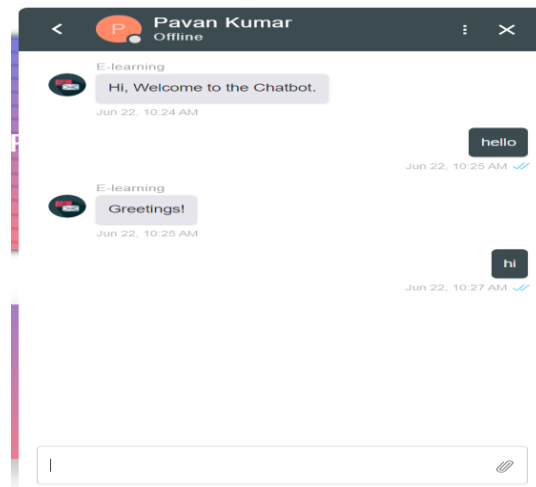 P
Pavan Kumar
Offline
E-learning
Hi, Welcome to the Chatbot.
Jun 22, 10:24 AM
hello
Jun 22, 10:25 AM
E-learning
Greetings!
Jun 22, 10:25 AM
hi
Jun 22, 10:27 AM